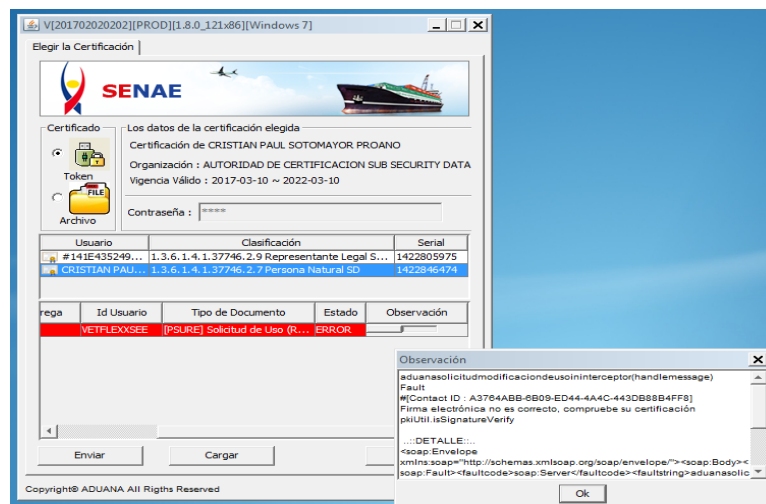 V[201702020202][PROD][1.8.0_121x86][Windows 7]
Elegir la Certificación
SENAE
Certificado
Token
FILE
Archivo
Los datos de la certificación elegida
Certificación de CRISTIAN PAUL SOTOMAYOR PROANO
Organización : AUTORIDAD DE CERTIFICACION SUB SECURITY DATA
Vigencia Válido : 2017-03-10 ~ 2022-03-10
Contraseña : ****
Usuario Clasificación Serial
#141E435249... 1.3.6.1.4.1.37746.2.9 Representante Legal S... 1422805975
CRISTIAN PAU... 1.3.6.1.4.1.37746.2.7 Persona Natural SD 1422846474
rega Id Usuario Tipo de Documento Estado Observación
VETFLEXXSEE [PSURE] Solicitud de Uso (R... ERROR
Enviar Cargar
Copyright© ADUANA All Rigths Reserved
Observación
aduanasolicitudmodificaciondeusoininterceptor(handlemessage)
Fault
#[Contact ID : A3764ABB-6B09-ED44-4A4C-443DB88B4FF8]
Firma electrónica no es correcto, compruebe su certificación
pkiUtil.isSignatureVerify
..::DETALLE::..
<soap:Envelope
xmlns:soap="http://schemas.xmlsoap.org/soap/envelope/"><soap:Body><
soap:Fault><faultcode>soap:Server</faultcode><faultstring>aduanasolic
Ok